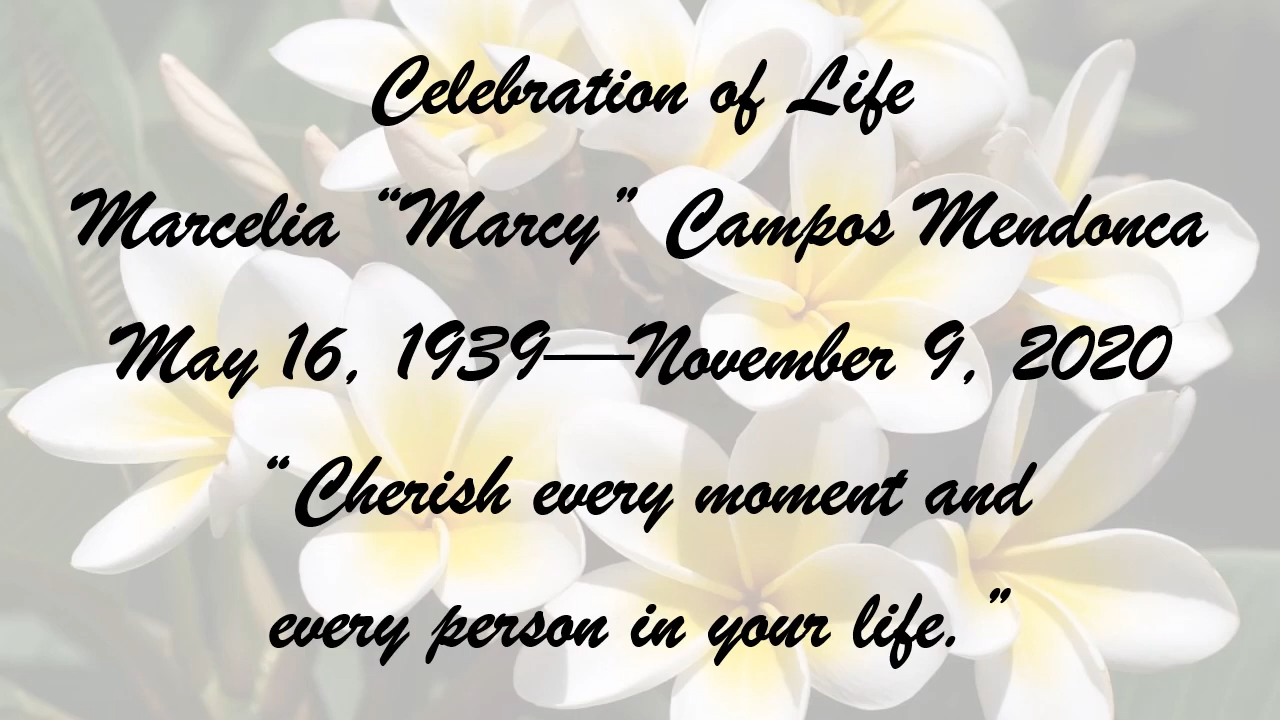 Celebration of Life
Marcelia “Marcy” Campos Mendonca
May 16, 1939—November 9, 2020
“Cherish every moment and
every person in your life.”